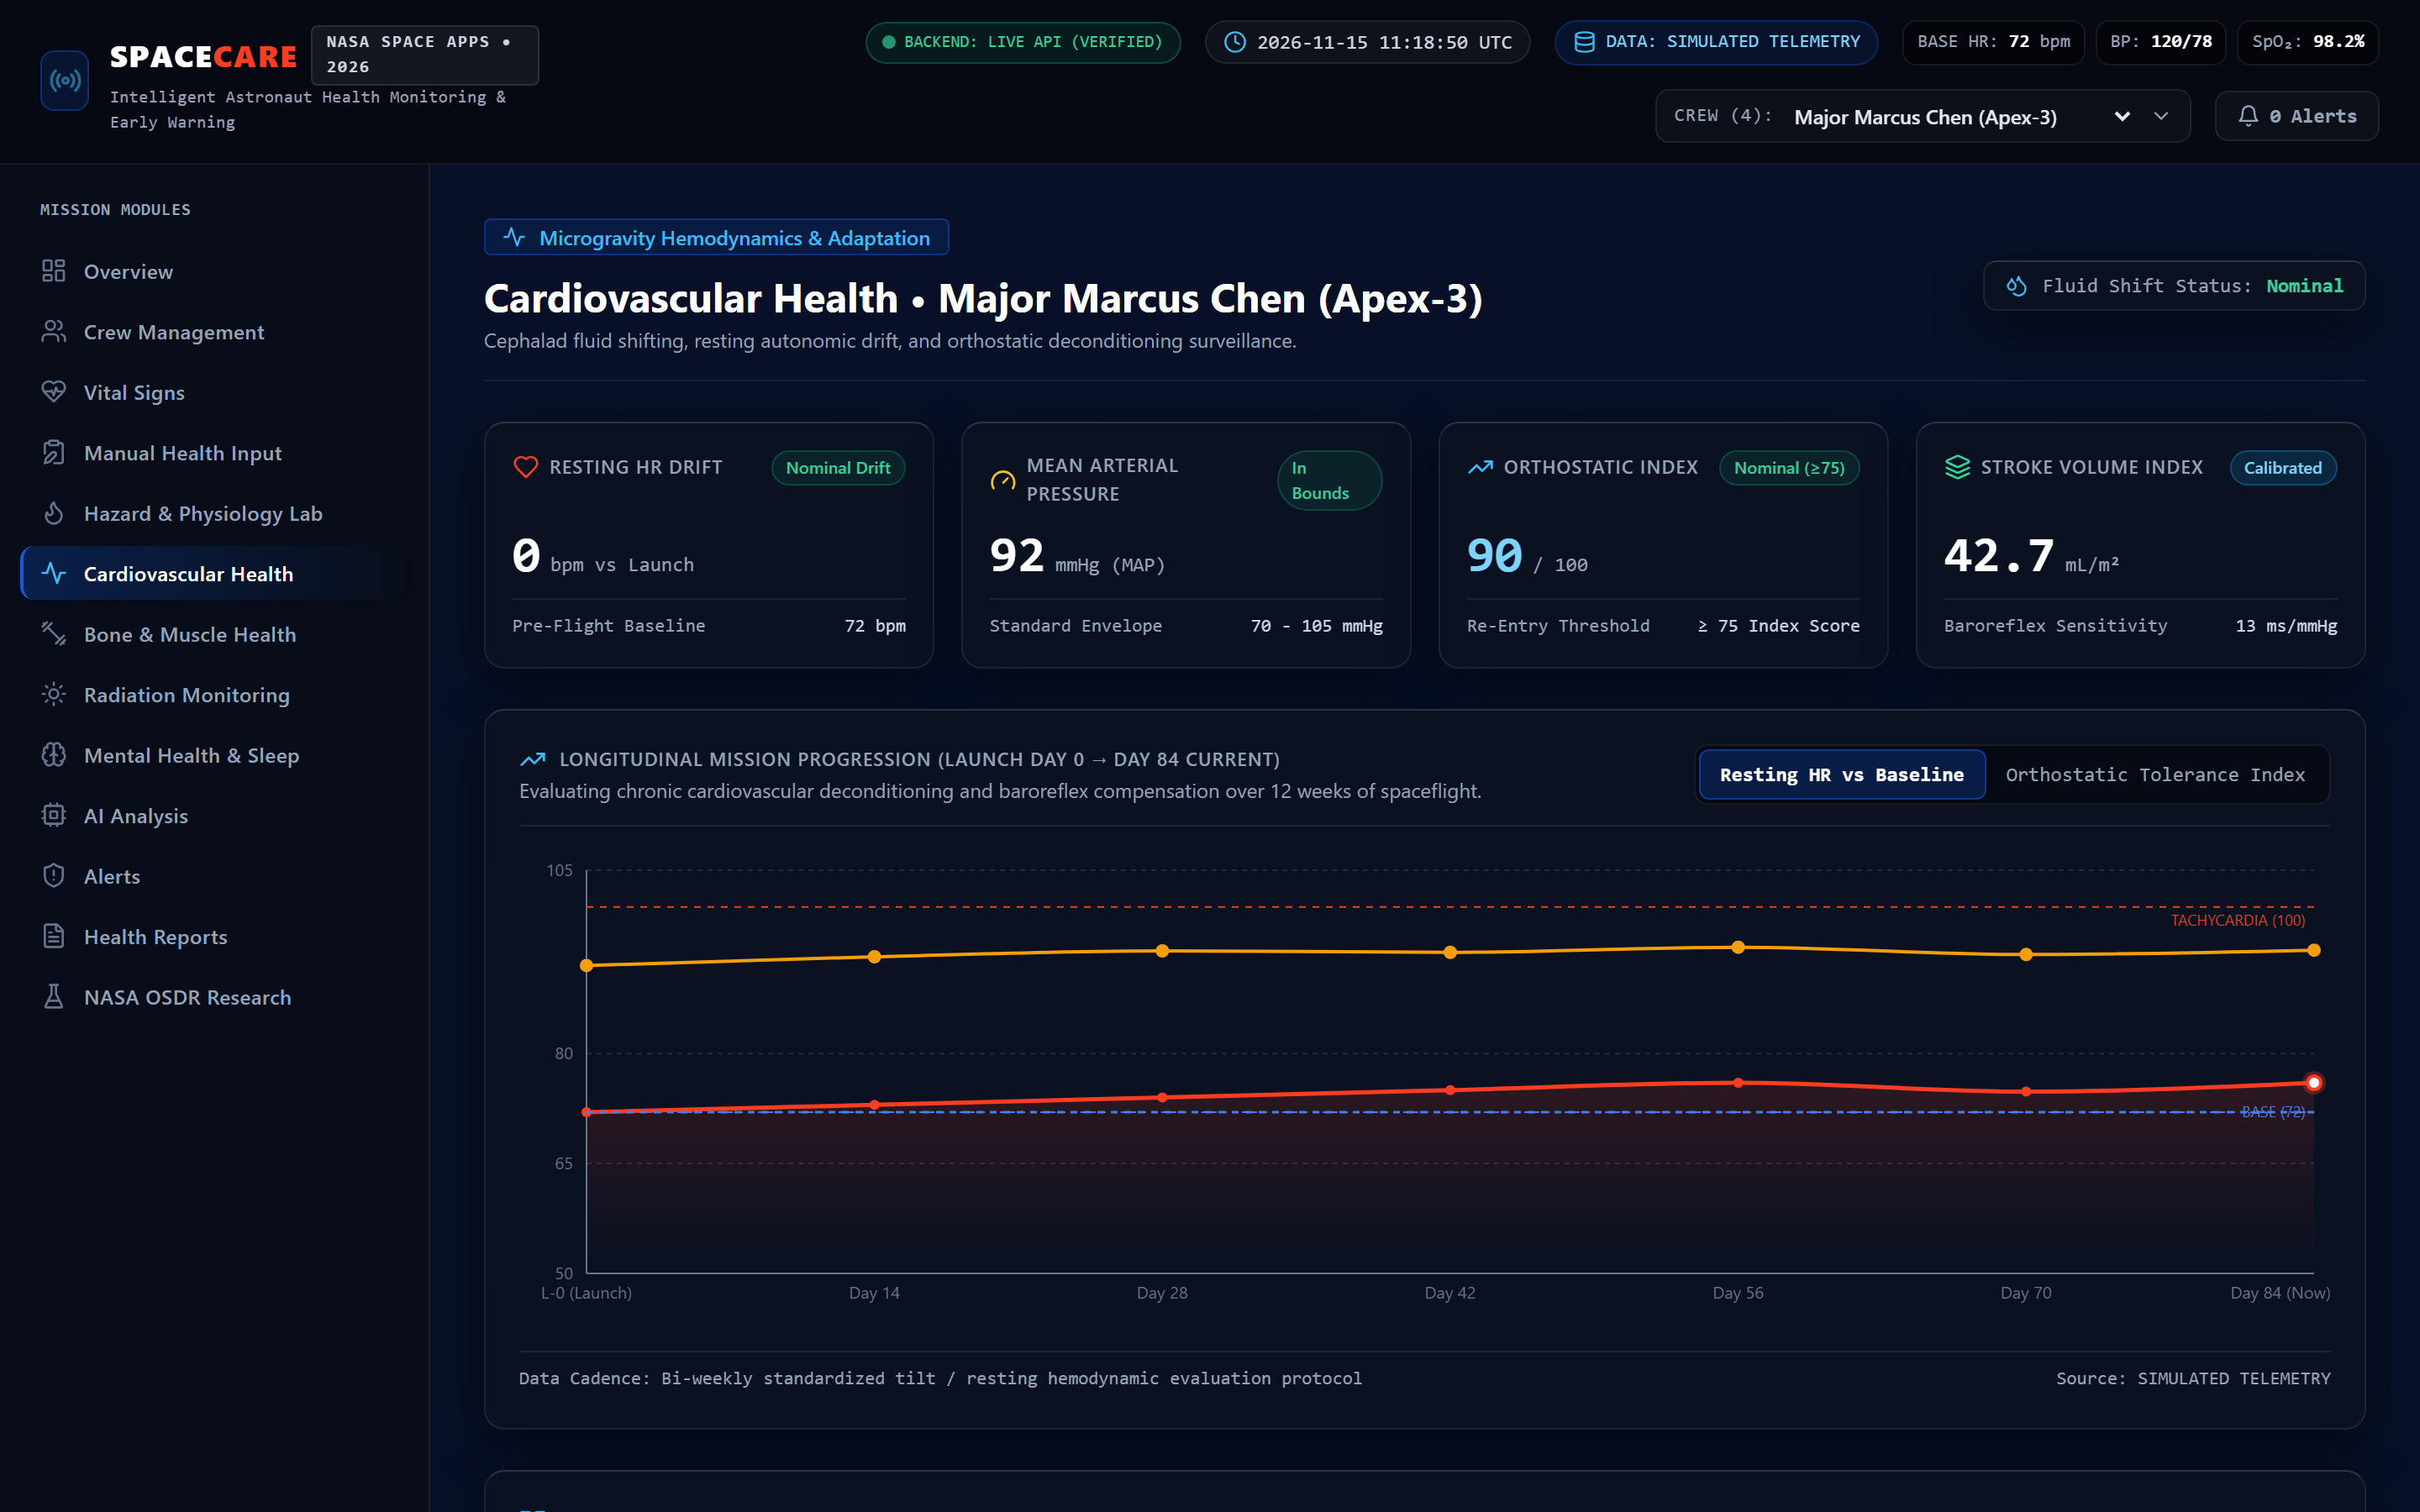 SPACECARE
NASA SPACE APPS •
2026
Intelligent Astronaut Health Monitoring &
Early Warning
BACKEND: LIVE API (VERIFIED)
2026-11-15 11:18:50 UTC
DATA: SIMULATED TELEMETRY
BASE HR: 72 bpm
BP: 120/78
SpO₂: 98.2%
CREW (4): Major Marcus Chen (Apex-3)
0 Alerts
MISSION MODULES
Overview
Crew Management
Vital Signs
Manual Health Input
Hazard & Physiology Lab
Cardiovascular Health
Bone & Muscle Health
Radiation Monitoring
Mental Health & Sleep
AI Analysis
Alerts
Health Reports
NASA OSDR Research
Microgravity Hemodynamics & Adaptation
Cardiovascular Health • Major Marcus Chen (Apex-3)
Cephalad fluid shifting, resting autonomic drift, and orthostatic deconditioning surveillance.
Fluid Shift Status: Nominal
RESTING HR DRIFT
Nominal Drift
0 bpm vs Launch
Pre-Flight Baseline 72 bpm
MEAN ARTERIAL
PRESSURE
In
Bounds
92 mmHg (MAP)
Standard Envelope 70 - 105 mmHg
ORTHOSTATIC INDEX
Nominal (≥75)
90 / 100
Re-Entry Threshold ≥ 75 Index Score
STROKE VOLUME INDEX
Calibrated
42.7 mL/m²
Baroreflex Sensitivity 13 ms/mmHg
LONGITUDINAL MISSION PROGRESSION (LAUNCH DAY 0 → DAY 84 CURRENT)
Evaluating chronic cardiovascular deconditioning and baroreflex compensation over 12 weeks of spaceflight.
Resting HR vs Baseline
Orthostatic Tolerance Index
105
TACHYCARDIA (100)
80
BASE (72)
65
50
L-0 (Launch)
Day 14
Day 28
Day 42
Day 56
Day 70
Day 84 (Now)
Data Cadence: Bi-weekly standardized tilt / resting hemodynamic evaluation protocol
Source: SIMULATED TELEMETRY